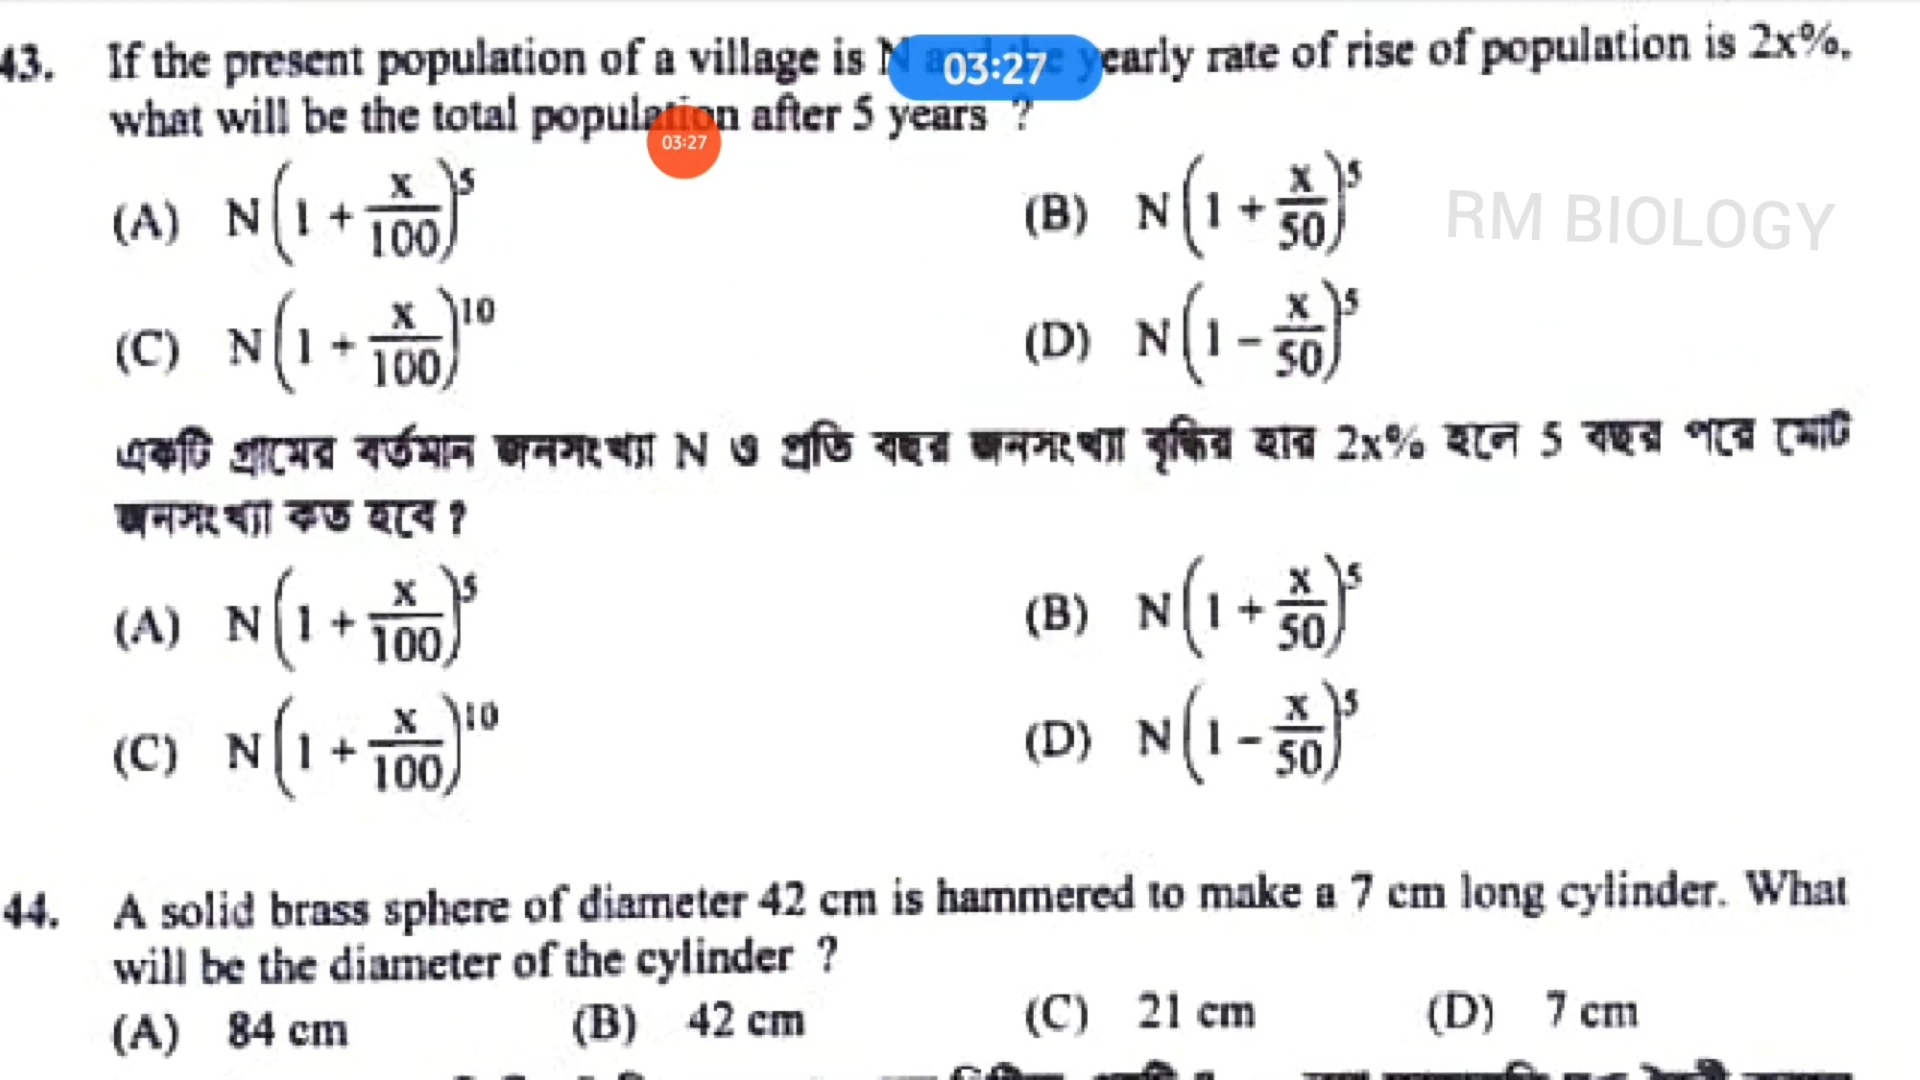 43. If the present population of a village is N yearly rate of rise of population is 2x%.
what will be the total population after 5 years ?
03:27
03:27
(A) N(1 + x/100)^5 (B) N(1 + x/50)^5
RM BIOLOGY
(C) N(1 + x/100)^10 (D) N(1 - x/50)^5
একটি গ্রামের বর্তমান জনসংখ্যা N ও প্রতি বছর জনসংখ্যা বৃদ্ধির হার 2x% হলে 5 বছর পরে মোট
জনসংখ্যা কত হবে ?
(A) N(1 + x/100)^5 (B) N(1 + x/50)^5
(C) N(1 + x/100)^10 (D) N(1 - x/50)^5
44. A solid brass sphere of diameter 42 cm is hammered to make a 7 cm long cylinder. What
will be the diameter of the cylinder ?
(A) 84 cm (B) 42 cm (C) 21 cm (D) 7 cm